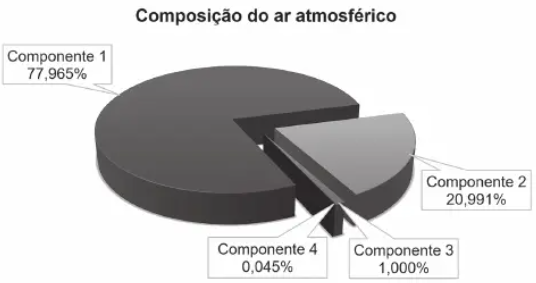 Composição do ar atmosférico
Componente 1
77,965%
Componente 2
20,991%
Componente 4
0,045%
Componente 3
1,000%